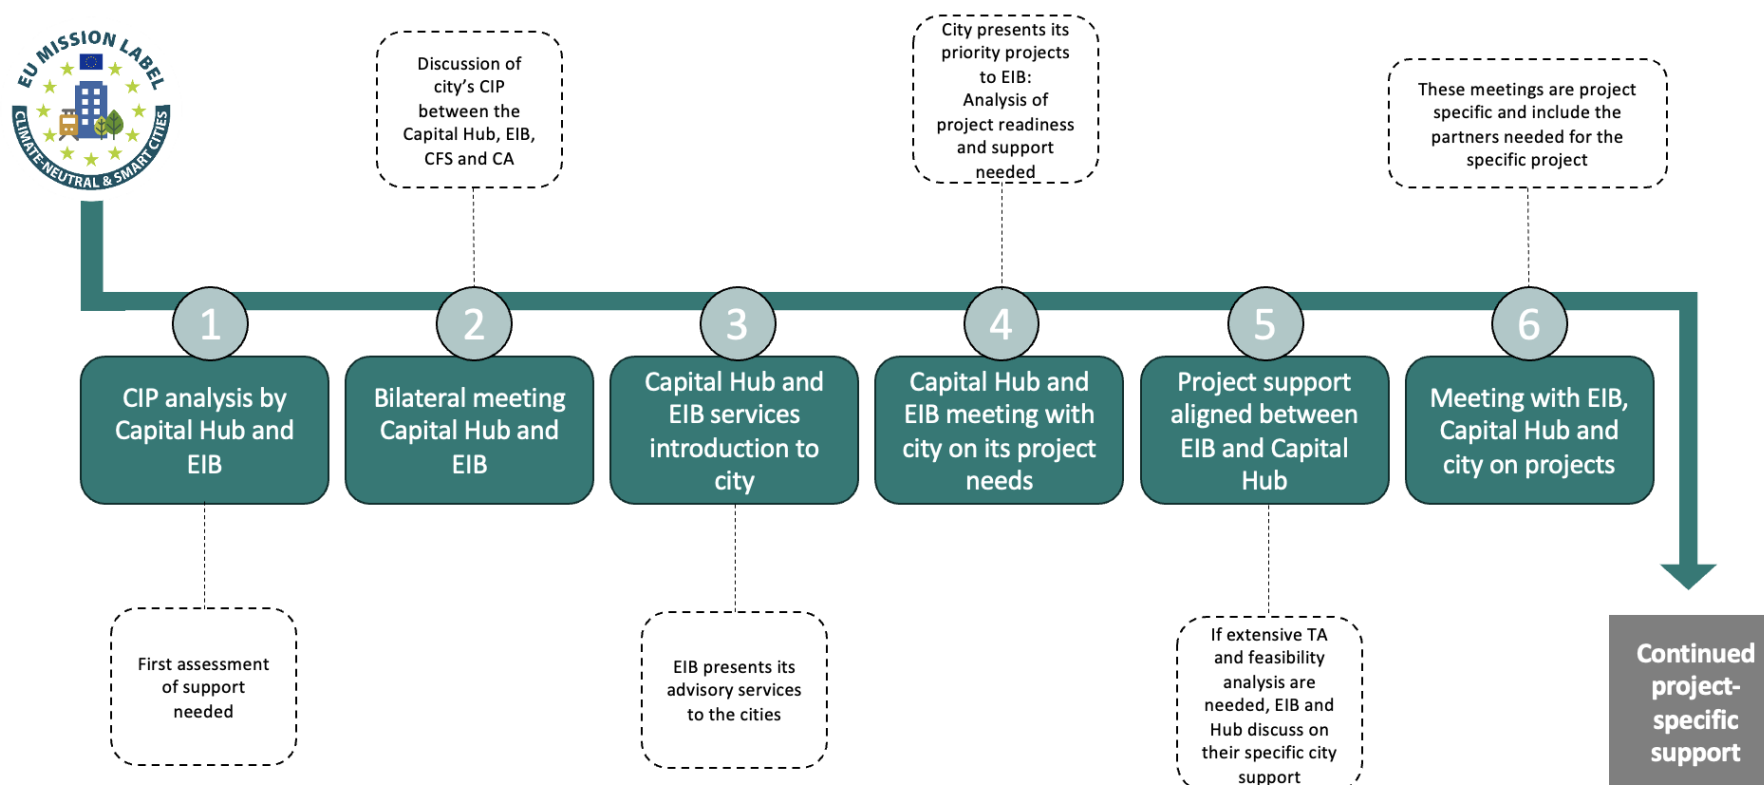 EU MISSION LABEL
CLIMATE-NEUTRAL & SMART CITIES
Discussion of
city’s CIP
between the
Capital Hub, EIB,
CFS and CA
City presents its
priority projects
to EIB:
Analysis of
project readiness
and support
needed
These meetings are project
specific and include the
partners needed for the
specific project
1
2
3
4
5
6
CIP analysis by
Capital Hub and
EIB
Bilateral meeting
Capital Hub and
EIB
Capital Hub and
EIB services
introduction to
city
Capital Hub and
EIB meeting with
city on its project
needs
Project support
aligned between
EIB and Capital
Hub
Meeting with EIB,
Capital Hub and
city on projects
First assessment
of support
needed
EIB presents its
advisory services
to the cities
If extensive TA
and feasibility
analysis are
needed, EIB and
Hub discuss on
their specific city
support
Continued
project-
specific
support